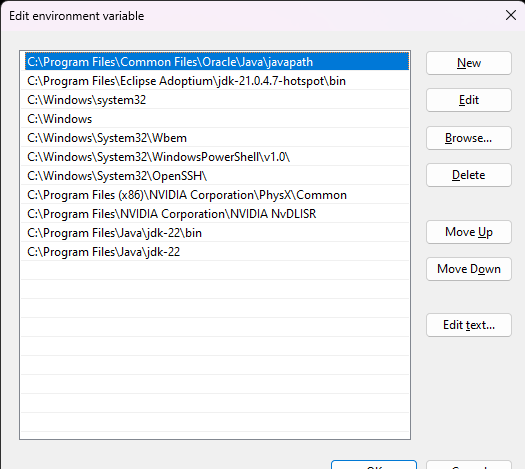 Edit environment variable
C:\Program Files\Common Files\Oracle\Java\javapath
C:\Program Files\Eclipse Adoptium\jdk-21.0.4.7-hotspot\bin
C:\Windows\system32
C:\Windows
C:\Windows\System32\Wbem
C:\Windows\System32\WindowsPowerShell\v1.0\
C:\Windows\System32\OpenSSH\
C:\Program Files (x86)\NVIDIA Corporation\PhysX\Common
C:\Program Files\NVIDIA Corporation\NVIDIA NvDLISR
C:\Program Files\Java\jdk-22\bin
C:\Program Files\Java\jdk-22
New
Edit
Browse...
Delete
Move Up
Move Down
Edit text...